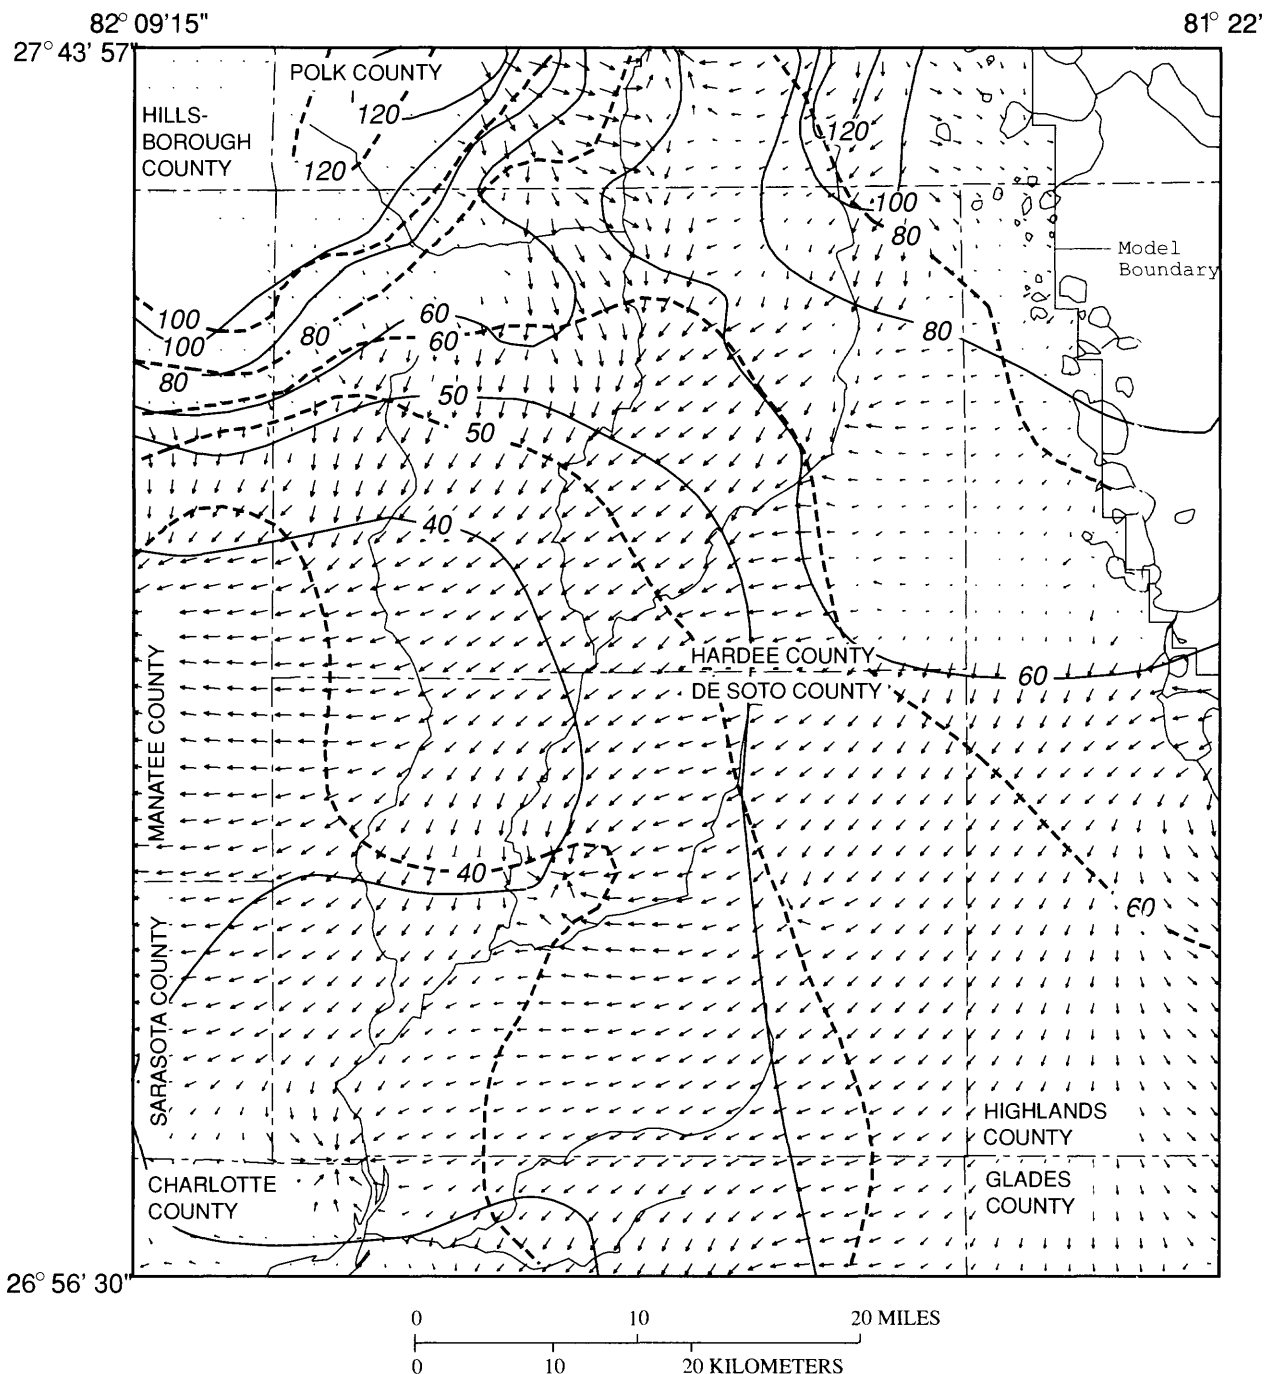 82° 09'15"
81° 22'
27° 43' 57"
POLK COUNTY
HILLS-
BOROUGH
COUNTY
120
120
120
100
80
Model
Boundary
100
100
80
80
60
60
80
50
50
40
HARDEE COUNTY
DE SOTO COUNTY
60
MANATEE COUNTY
40
60
SARASOTA COUNTY
HIGHLANDS
COUNTY
CHARLOTTE
COUNTY
GLADES
COUNTY
26° 56' 30"
0 10 20 MILES
0 10 20 KILOMETERS